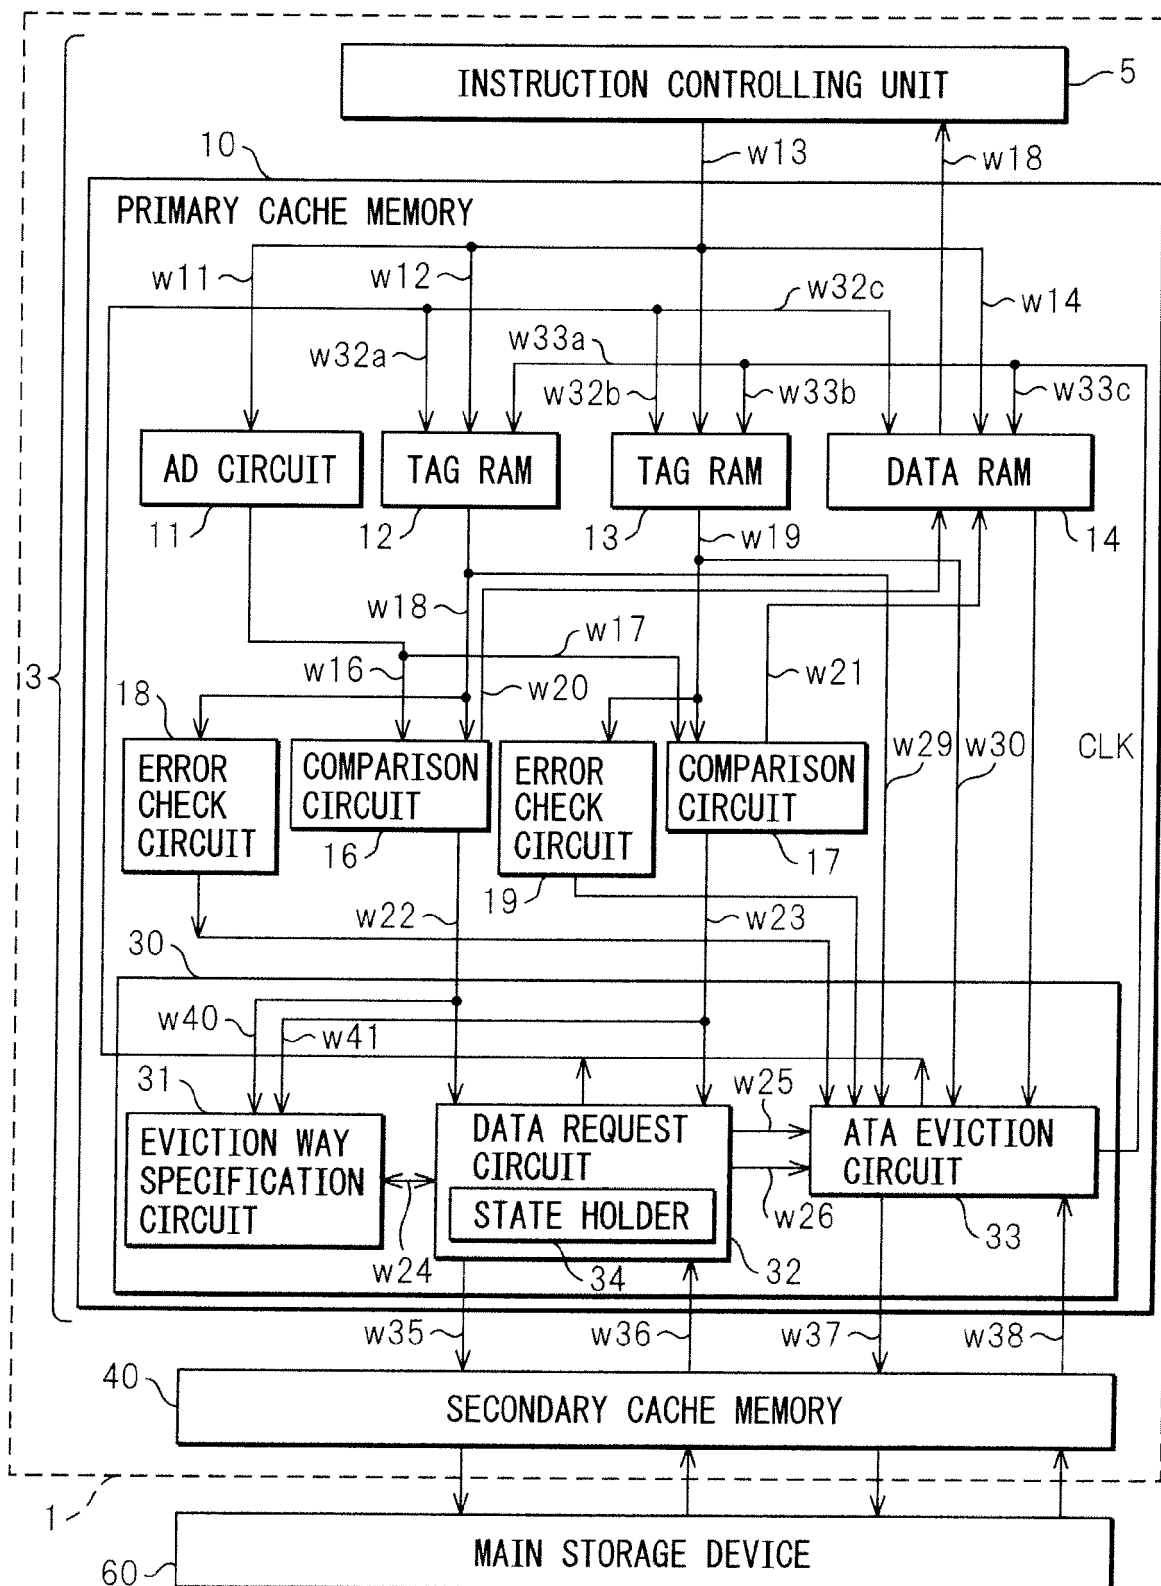 INSTRUCTION CONTROLLING UNIT
5
10
w13
w18
PRIMARY CACHE MEMORY
w11
w12
w32c
w14
w32a
w33a
w32b
w33b
w33c
AD CIRCUIT
TAG RAM
TAG RAM
DATA RAM
11
12
13
w19
14
w18
w17
3
w16
w20
w21
18
w29
w30
CLK
ERROR
CHECK
CIRCUIT
COMPARISON
CIRCUIT
ERROR
CHECK
CIRCUIT
COMPARISON
CIRCUIT
16
17
19
w22
w23
30
w40
w41
31
w25
EVICTION WAY
SPECIFICATION
CIRCUIT
DATA REQUEST
CIRCUIT
ATA EVICTION
CIRCUIT
STATE HOLDER
w26
w24
34
32
33
w35
w36
w37
w38
40
SECONDARY CACHE MEMORY
1
MAIN STORAGE DEVICE
60